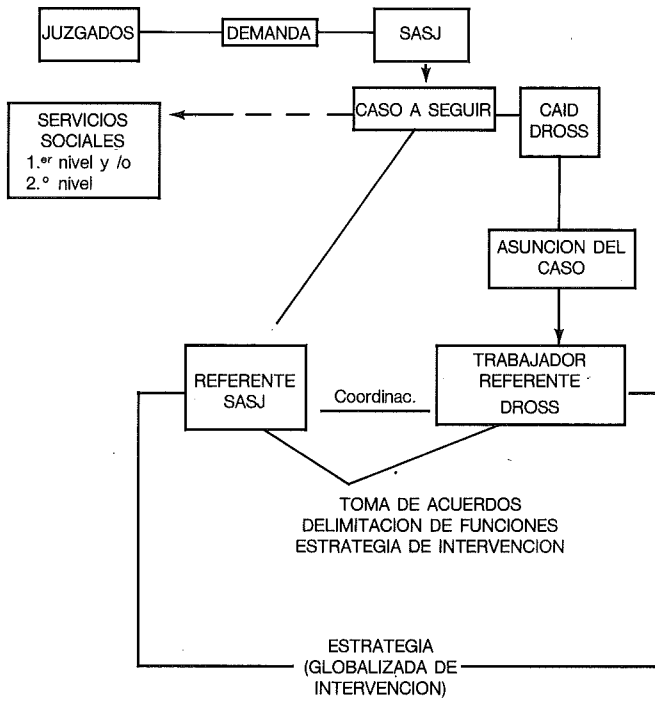 JUZGADOS
DEMANDA
SASJ
SERVICIOS
SOCIALES
1.er nivel y /o
2.º nivel
CASO A SEGUIR
CAID
DROSS
ASUNCION DEL
CASO
REFERENTE
SASJ
Coordinac.
TRABAJADOR
REFERENTE
DROSS
TOMA DE ACUERDOS
DELIMITACION DE FUNCIONES
ESTRATEGIA DE INTERVENCION
ESTRATEGIA
(GLOBALIZADA DE
INTERVENCION)